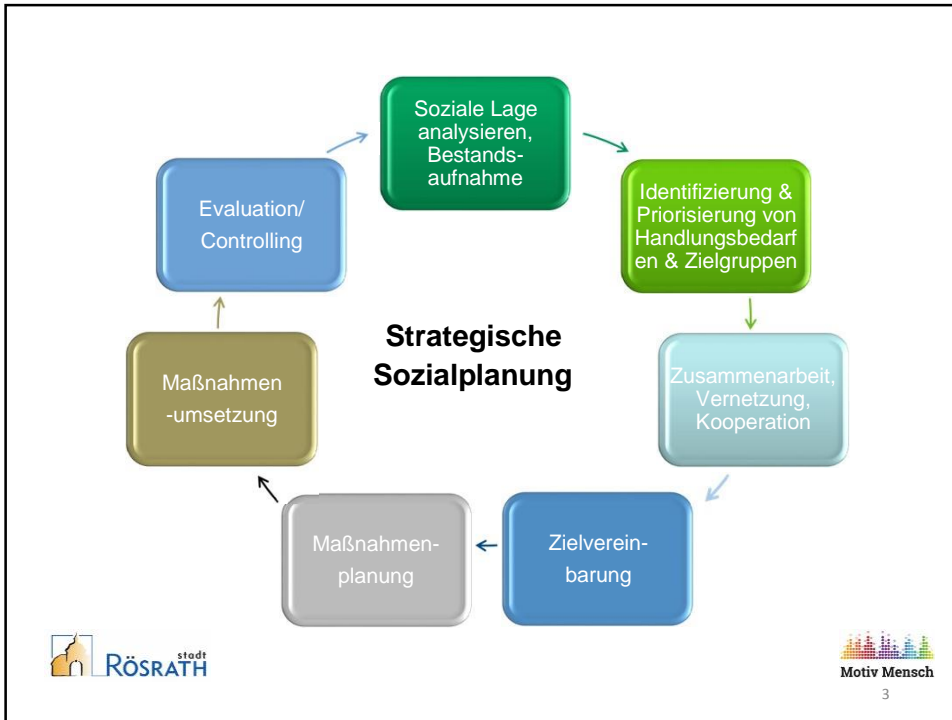 Soziale Lage
analysieren,
Bestands-
aufnahme
Identifizierung &
Priorisierung von
Handlungsbedarf
en & Zielgruppen
Zusammenarbeit,
Vernetzung,
Kooperation
Zielverein-
barung
Maßnahmen-
planung
Maßnahmen
-umsetzung
Evaluation/
Controlling
Strategische
Sozialplanung
stadt
RÖSRATH
Motiv Mensch
3